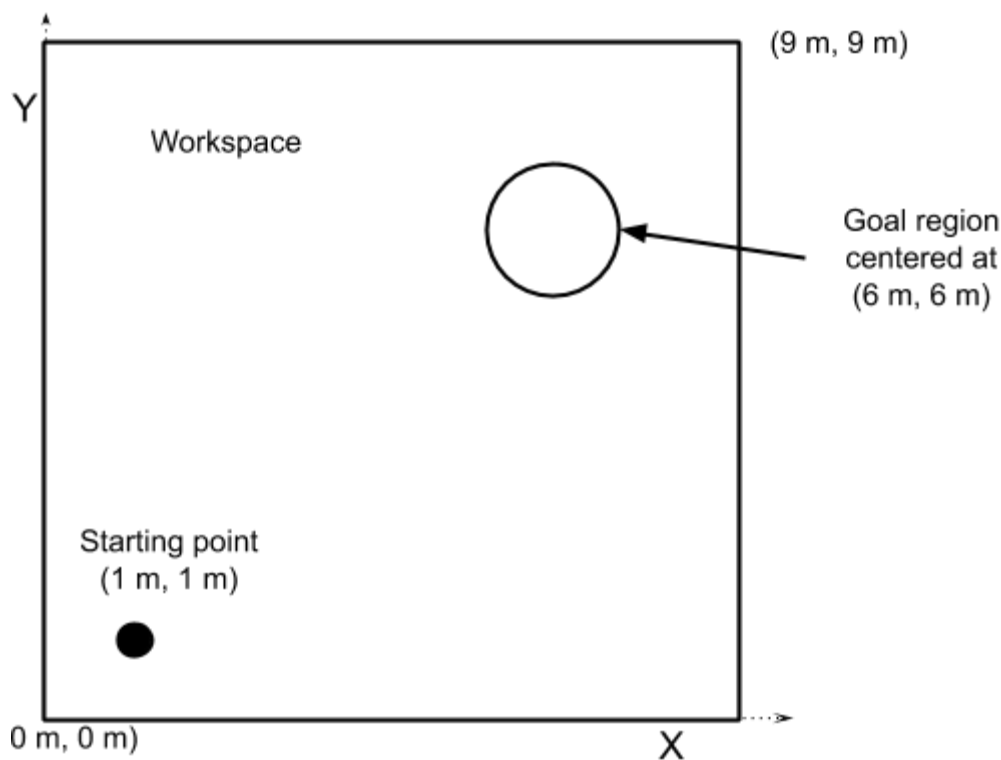 (9 m, 9 m)
Y
Workspace
Goal region
centered at
(6 m, 6 m)
Starting point
(1 m, 1 m)
0 m, 0 m)
X